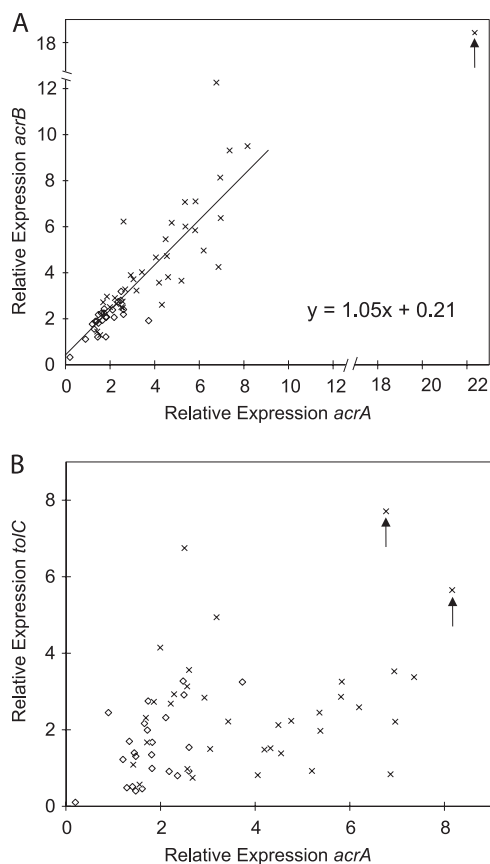 A
18
12
10
8
6
4
2
0
Relative Expression acrB
y = 1.05x + 0.21
0 2 4 6 8 10 12 18 20 22
Relative Expression acrA
B
8
6
4
2
0
Relative Expression tolC
0 2 4 6 8
Relative Expression acrA